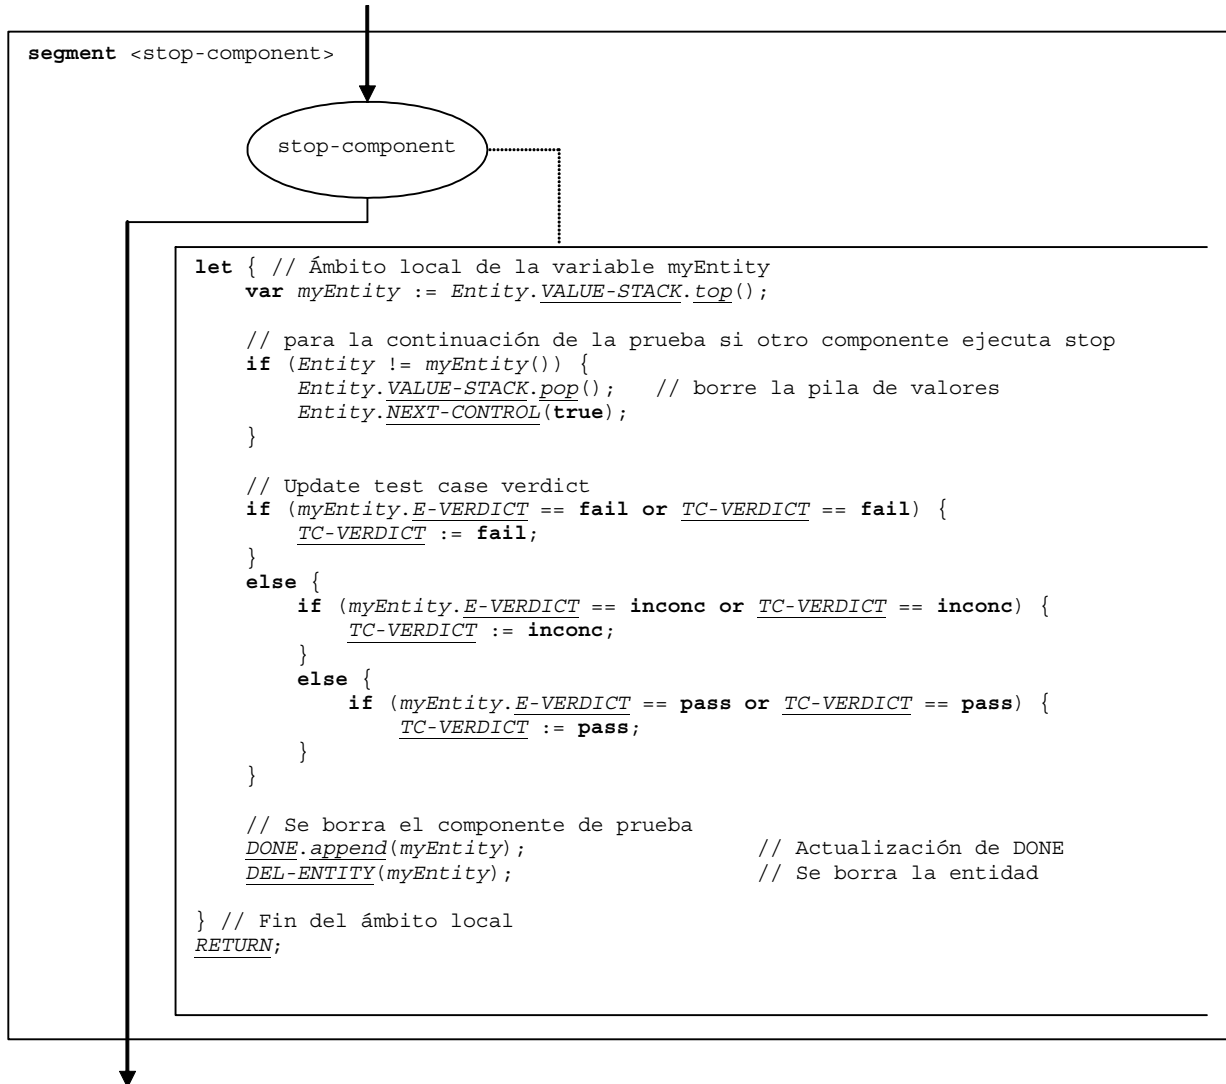 segment <stop-component>
stop-component
let { // Ámbito local de la variable myEntity
var myEntity := Entity.VALUE-STACK.top();
// para la continuación de la prueba si otro componente ejecuta stop
if (Entity != myEntity()) {
Entity.VALUE-STACK.pop(); // borre la pila de valores
Entity.NEXT-CONTROL(true);
}
// Update test case verdict
if (myEntity.E-VERDICT == fail or TC-VERDICT == fail) {
TC-VERDICT := fail;
}
else {
if (myEntity.E-VERDICT == inconc or TC-VERDICT == inconc) {
TC-VERDICT := inconc;
}
else {
if (myEntity.E-VERDICT == pass or TC-VERDICT == pass) {
TC-VERDICT := pass;
}
}
// Se borra el componente de prueba
DONE.append(myEntity); // Actualización de DONE
DEL-ENTITY(myEntity); // Se borra la entidad
} // Fin del ámbito local
RETURN;